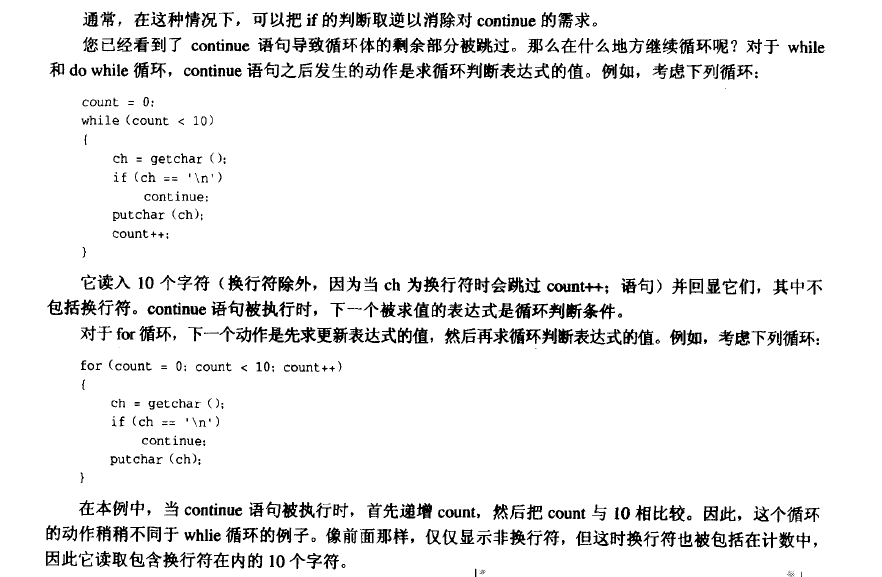 通常，在这种情况下，可以把 if 的判断取逆以消除对 continue 的需求。
您已经看到了 continue 语句导致循环体的剩余部分被跳过。那么在什么地方继续循环呢？对于 while
和 do while 循环，continue 语句之后发生的动作是求循环判断表达式的值。例如，考虑下列循环：
count = 0;
while (count < 10)
{
ch = getchar ();
if (ch == '\n')
continue;
putchar (ch);
count++;
}
它读入 10 个字符（换行符除外，因为当 ch 为换行符时会跳过 count++; 语句）并回显它们，其中不
包括换行符。continue 语句被执行时，下一个被求值的表达式是循环判断条件。
对于 for 循环，下一个动作是先求更新表达式的值，然后再求循环判断表达式的值。例如，考虑下列循环：
for (count = 0; count < 10; count++)
{
ch = getchar ();
if (ch == '\n')
continue;
putchar (ch);
}
在本例中，当 continue 语句被执行时，首先递增 count，然后把 count 与 10 相比较。因此，这个循环
的动作稍稍不同于 whlie 循环的例子。像前面那样，仅仅显示非换行符，但这时换行符也被包括在计数中，
因此它读取包含换行符在内的 10 个字符。